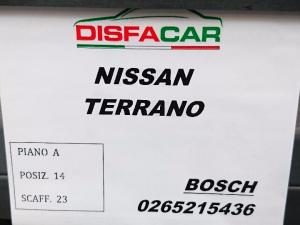 DISFACAR
NISSAN
TERRANO
PIANO A
POSIZ. 14
SCAFF. 23
BOSCH
0265215436